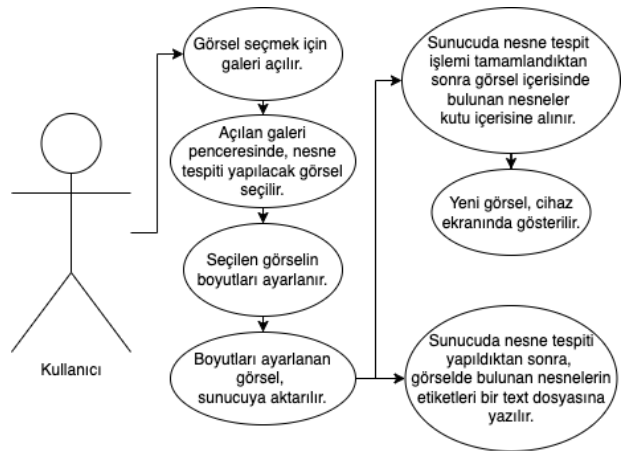 Görsel seçmek için
galeri açılır.
Açılan galeri
penceresinde, nesne
tespiti yapılacak görsel
seçilir.
Seçilen görselin
boyutları ayarlanır.
Boyutları ayarlanan
görsel,
sunucuya aktarılır.
Sunucuda nesne tespit
işlemi tamamlandıktan
sonra görsel içerisinde
bulunan nesneler
kutu içerisine alınır.
Yeni görsel, cihaz
ekranında gösterilir.
Sunucuda nesne tespiti
yapıldıktan sonra,
görselde bulunan nesnelerin
etiketleri bir text dosyasına
yazılır.
Kullanıcı